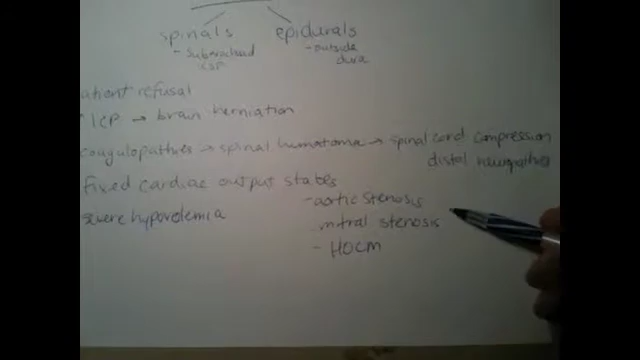 spinals epidurals
- Subarachnoid - outside
CSF dura
patient refusal
ICP → brain herniation
coagulopathies → spinal hematoma → spinal cord compression
distal neuropathies
fixed cardiac output states
- aortic stenosis
severe hypovolemia
- mitral stenosis
- HOCM